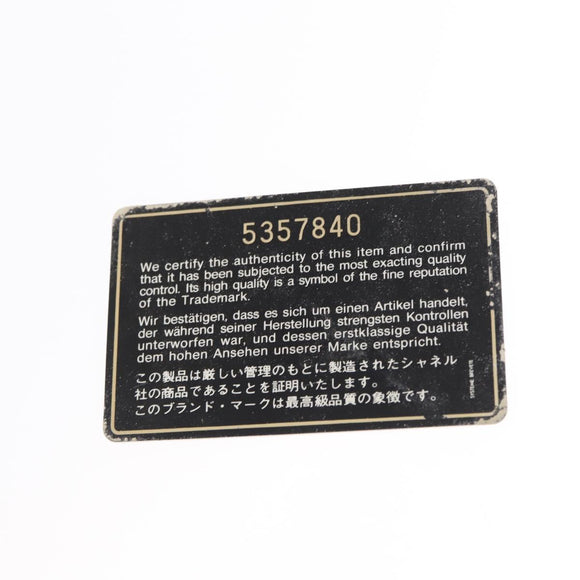 5357840
We certify the authenticity of this item and confirm
that it has been subjected to the most exacting quality
control. Its high quality is a symbol of the fine reputation
of the Trademark.
Wir bestätigen, dass es sich um einen Artikel handelt,
der während seiner Herstellung strengsten Kontrollen
unterworfen war, und dessen erstklassige Qualität
dem hohen Ansehen unserer Marke entspricht.
この製品は厳しい管理のもとに製造されたシャネル
社の商品であることを証明いたします。
このブランド・マークは最高級品質の象徴です。